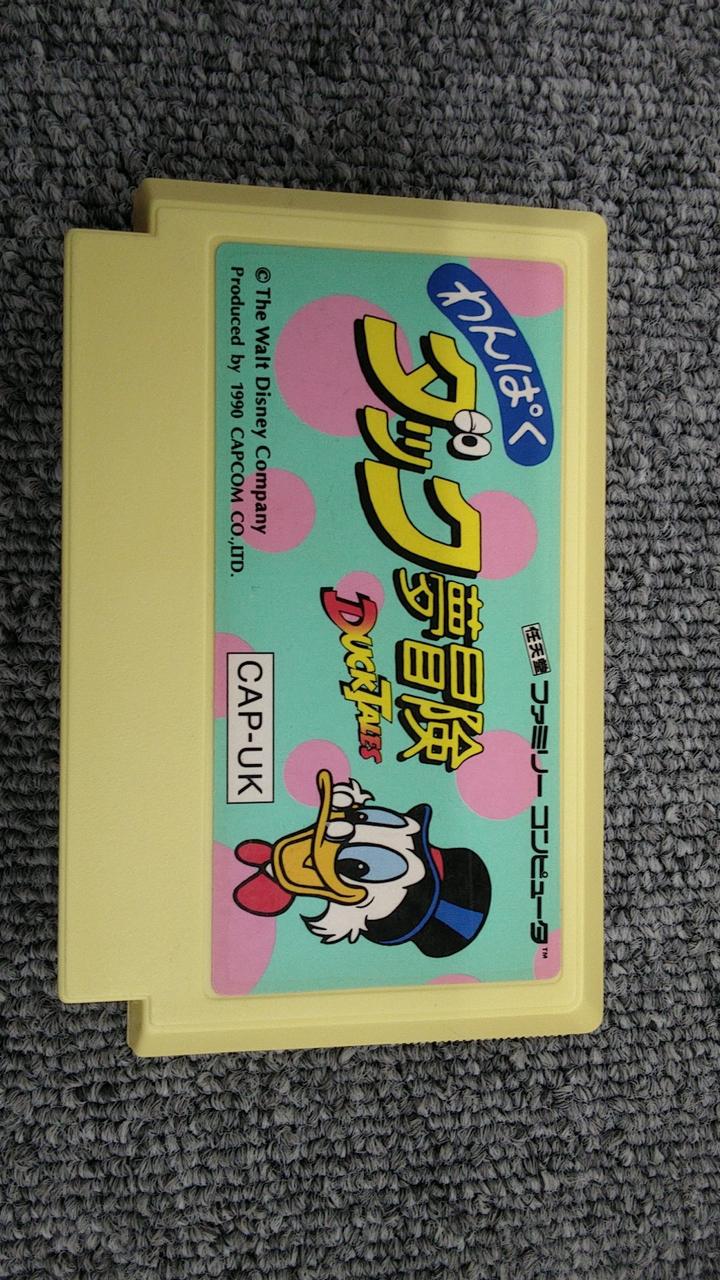 任天堂 ファミリー コンピュータ™
わんぱく
ダック夢冒険
DUCKTALES
© The Walt Disney Company
Produced by 1990 CAPCOM CO.,LTD.
CAP-UK